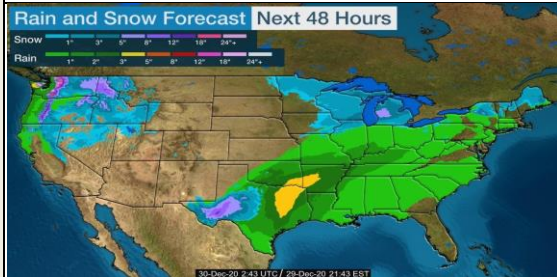 Rain and Snow Forecast Next 48 Hours
Snow
1" 3" 5" 8" 12" 18" 24"+
Rain
1" 2" 3" 5" 8" 12" 18" 24"+
30-Dec-20 2:43 UTC / 29-Dec-20 21:43 EST